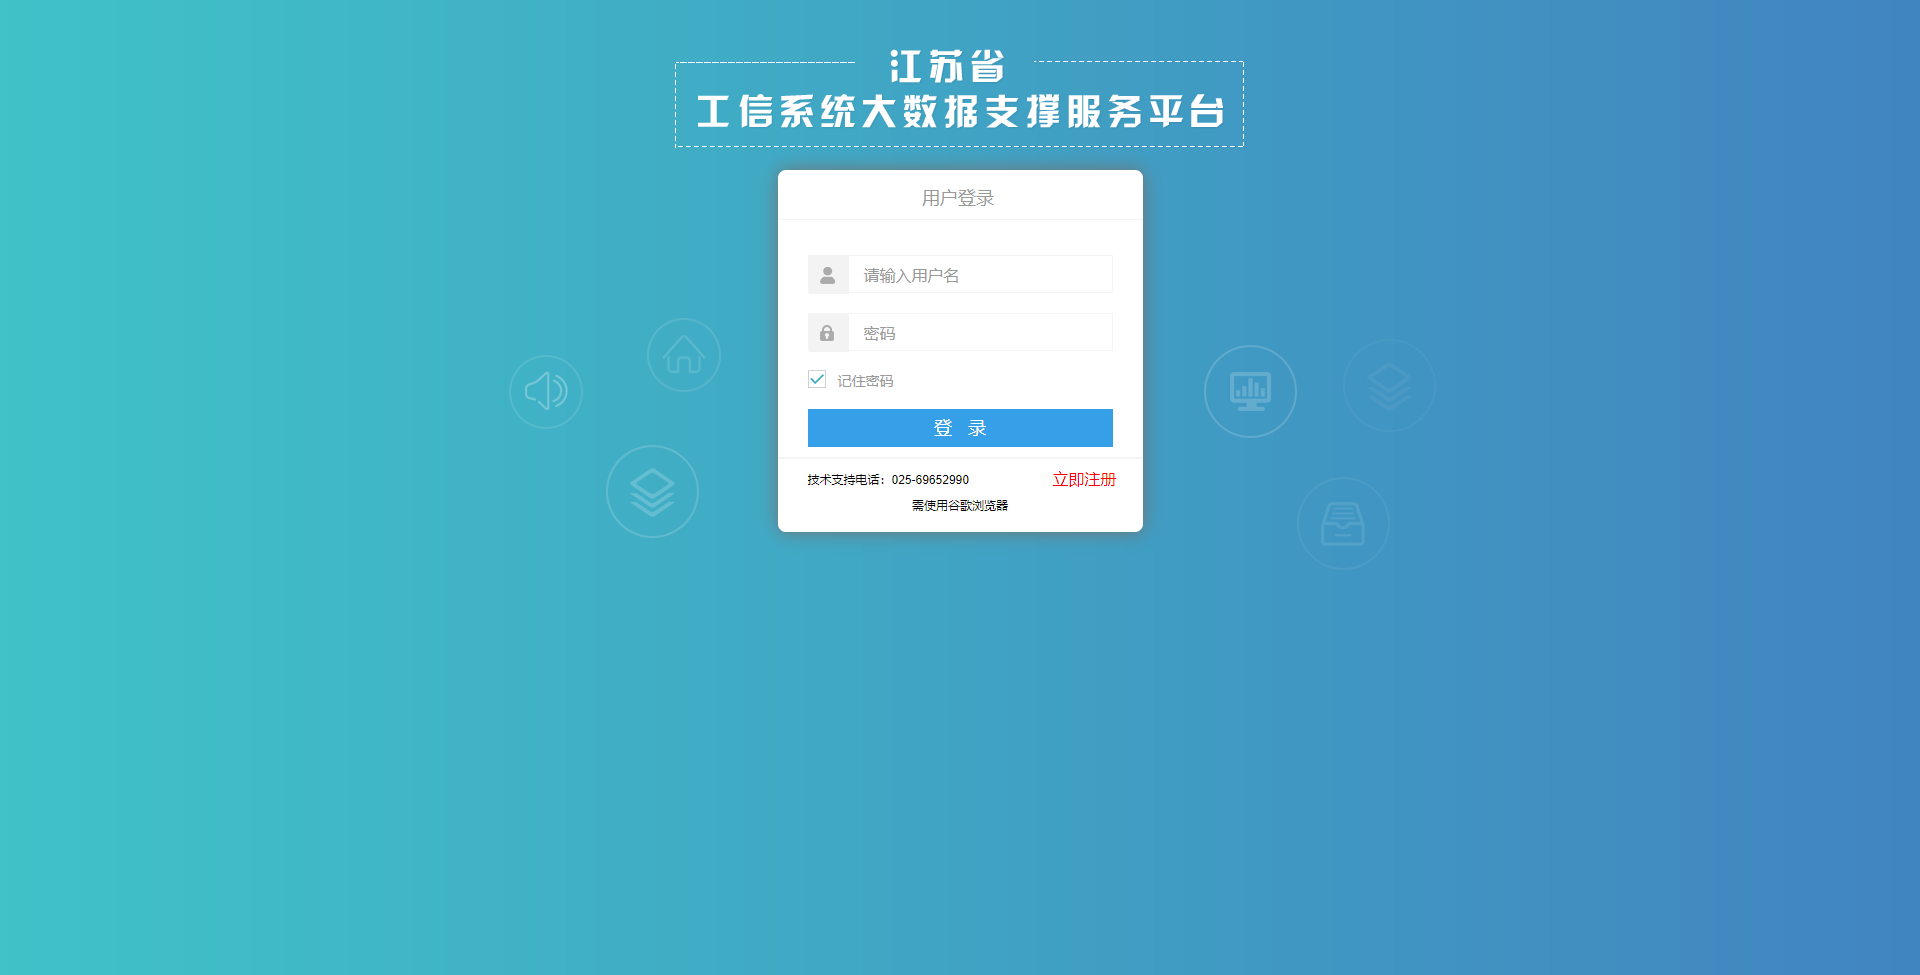 江苏省
工信系统大数据支撑服务平台
用户登录
请输入用户名
密码
记住密码
登 录
技术支持电话：025-69652990 立即注册
需使用谷歌浏览器